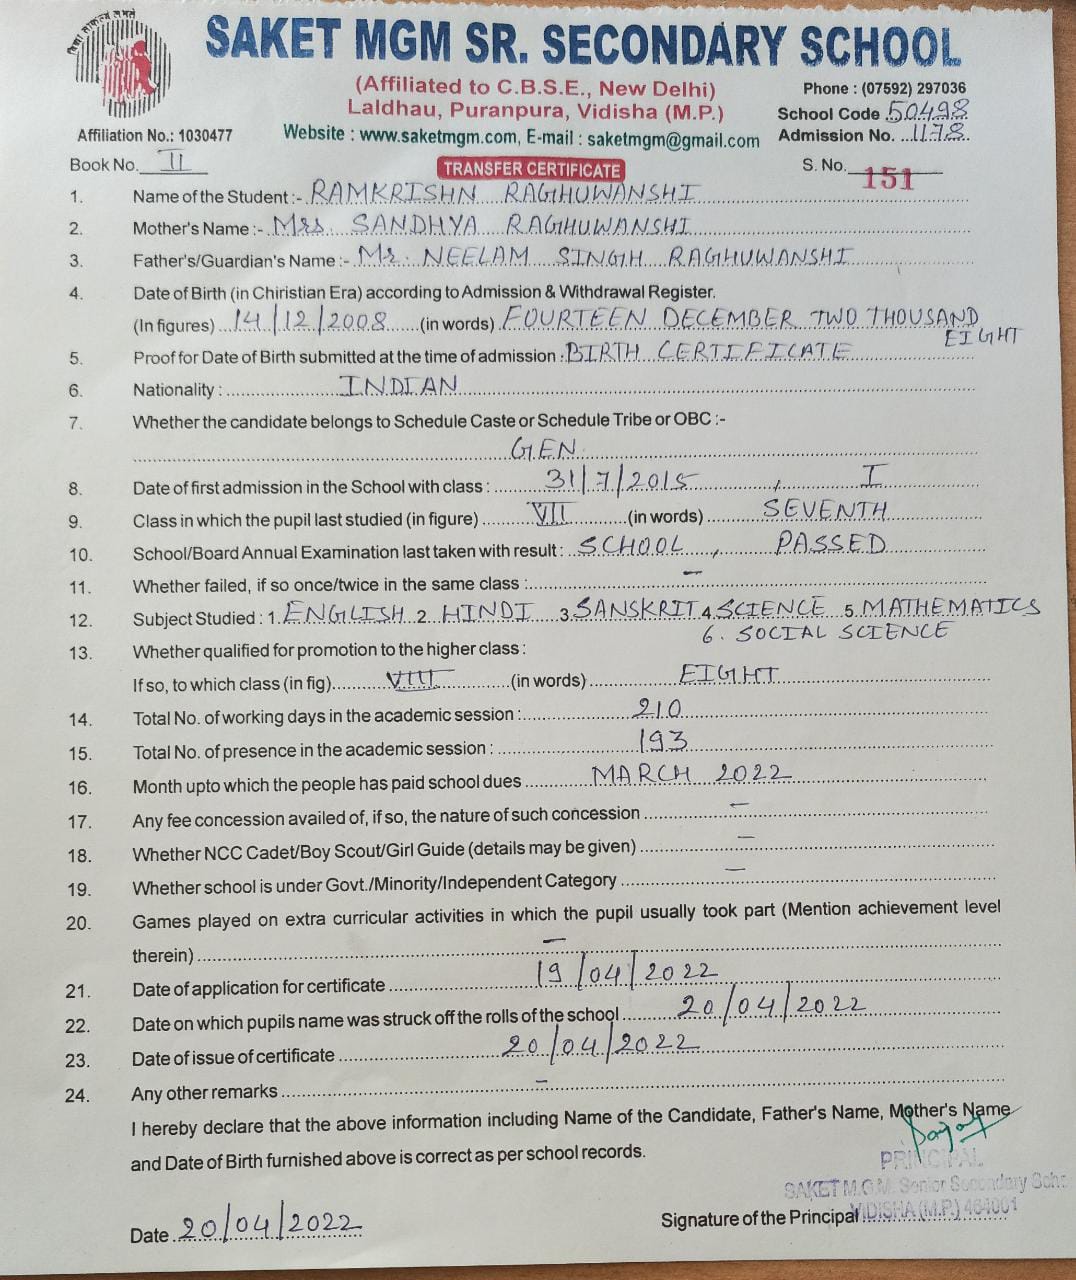 SAKET MGM SR. SECONDARY SCHOOL
(Affiliated to C.B.S.E., New Delhi)
Phone : (07592) 297036
Laldhau, Puranpura, Vidisha (M.P.)
School Code 50498
Affiliation No.: 1030477
Website : www.saketmgm.com, E-mail : saketmgm@gmail.com
Admission No. 1178
Book No. II
TRANSFER CERTIFICATE
S. No. 151
1. Name of the Student :- RAMKRISHN RAGHUWANSHI
2. Mother's Name :- Mrs. SANDHYA RAGHUWANSHI
3. Father's/Guardian's Name :- Mr. NEELAM SINGH RAGHUWANSHI
4. Date of Birth (in Chiristian Era) according to Admission & Withdrawal Register.
(In figures) 14/12/2008 (in words) FOURTEEN DECEMBER TWO THOUSAND
EIGHT
5. Proof for Date of Birth submitted at the time of admission : BIRTH CERTIFICATE
6. Nationality : INDIAN
7. Whether the candidate belongs to Schedule Caste or Schedule Tribe or OBC :-
GEN
8. Date of first admission in the School with class : 31/7/2015 , I
9. Class in which the pupil last studied (in figure) VII (in words) SEVENTH
10. School/Board Annual Examination last taken with result : SCHOOL , PASSED
11. Whether failed, if so once/twice in the same class : –
12. Subject Studied : 1. ENGLISH 2. HINDI 3. SANSKRIT 4. SCIENCE 5. MATHEMATICS
6. SOCIAL SCIENCE
13. Whether qualified for promotion to the higher class :
If so, to which class (in fig) VIII (in words) EIGHT
14. Total No. of working days in the academic session : 210
15. Total No. of presence in the academic session : 193
16. Month upto which the people has paid school dues MARCH 2022
17. Any fee concession availed of, if so, the nature of such concession –
18. Whether NCC Cadet/Boy Scout/Girl Guide (details may be given) –
19. Whether school is under Govt./Minority/Independent Category –
20. Games played on extra curricular activities in which the pupil usually took part (Mention achievement level
therein) –
21. Date of application for certificate 19/04/2022
22. Date on which pupils name was struck off the rolls of the school 20/04/2022
23. Date of issue of certificate 20/04/2022
24. Any other remarks –
I hereby declare that the above information including Name of the Candidate, Father's Name, Mother's Name
and Date of Birth furnished above is correct as per school records.
PRINCIPAL
SAKET M.G.M. Senior Secondary Scho
VIDISHA (M.P.) 464001
Signature of the Principal
Date 20/04/2022